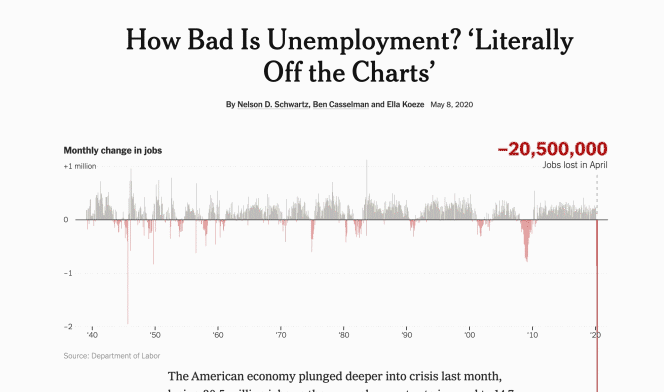 How Bad Is Unemployment? ‘Literally
Off the Charts’
By Nelson D. Schwartz, Ben Casselman and Ella Koeze May 8, 2020
Monthly change in jobs
–20,500,000
Jobs lost in April
+1 million
0
–1
–2
’40 ’50 ’60 ’70 ’80 ’90 ’00 ’10 ’20
Source: Department of Labor
The American economy plunged deeper into crisis last month,